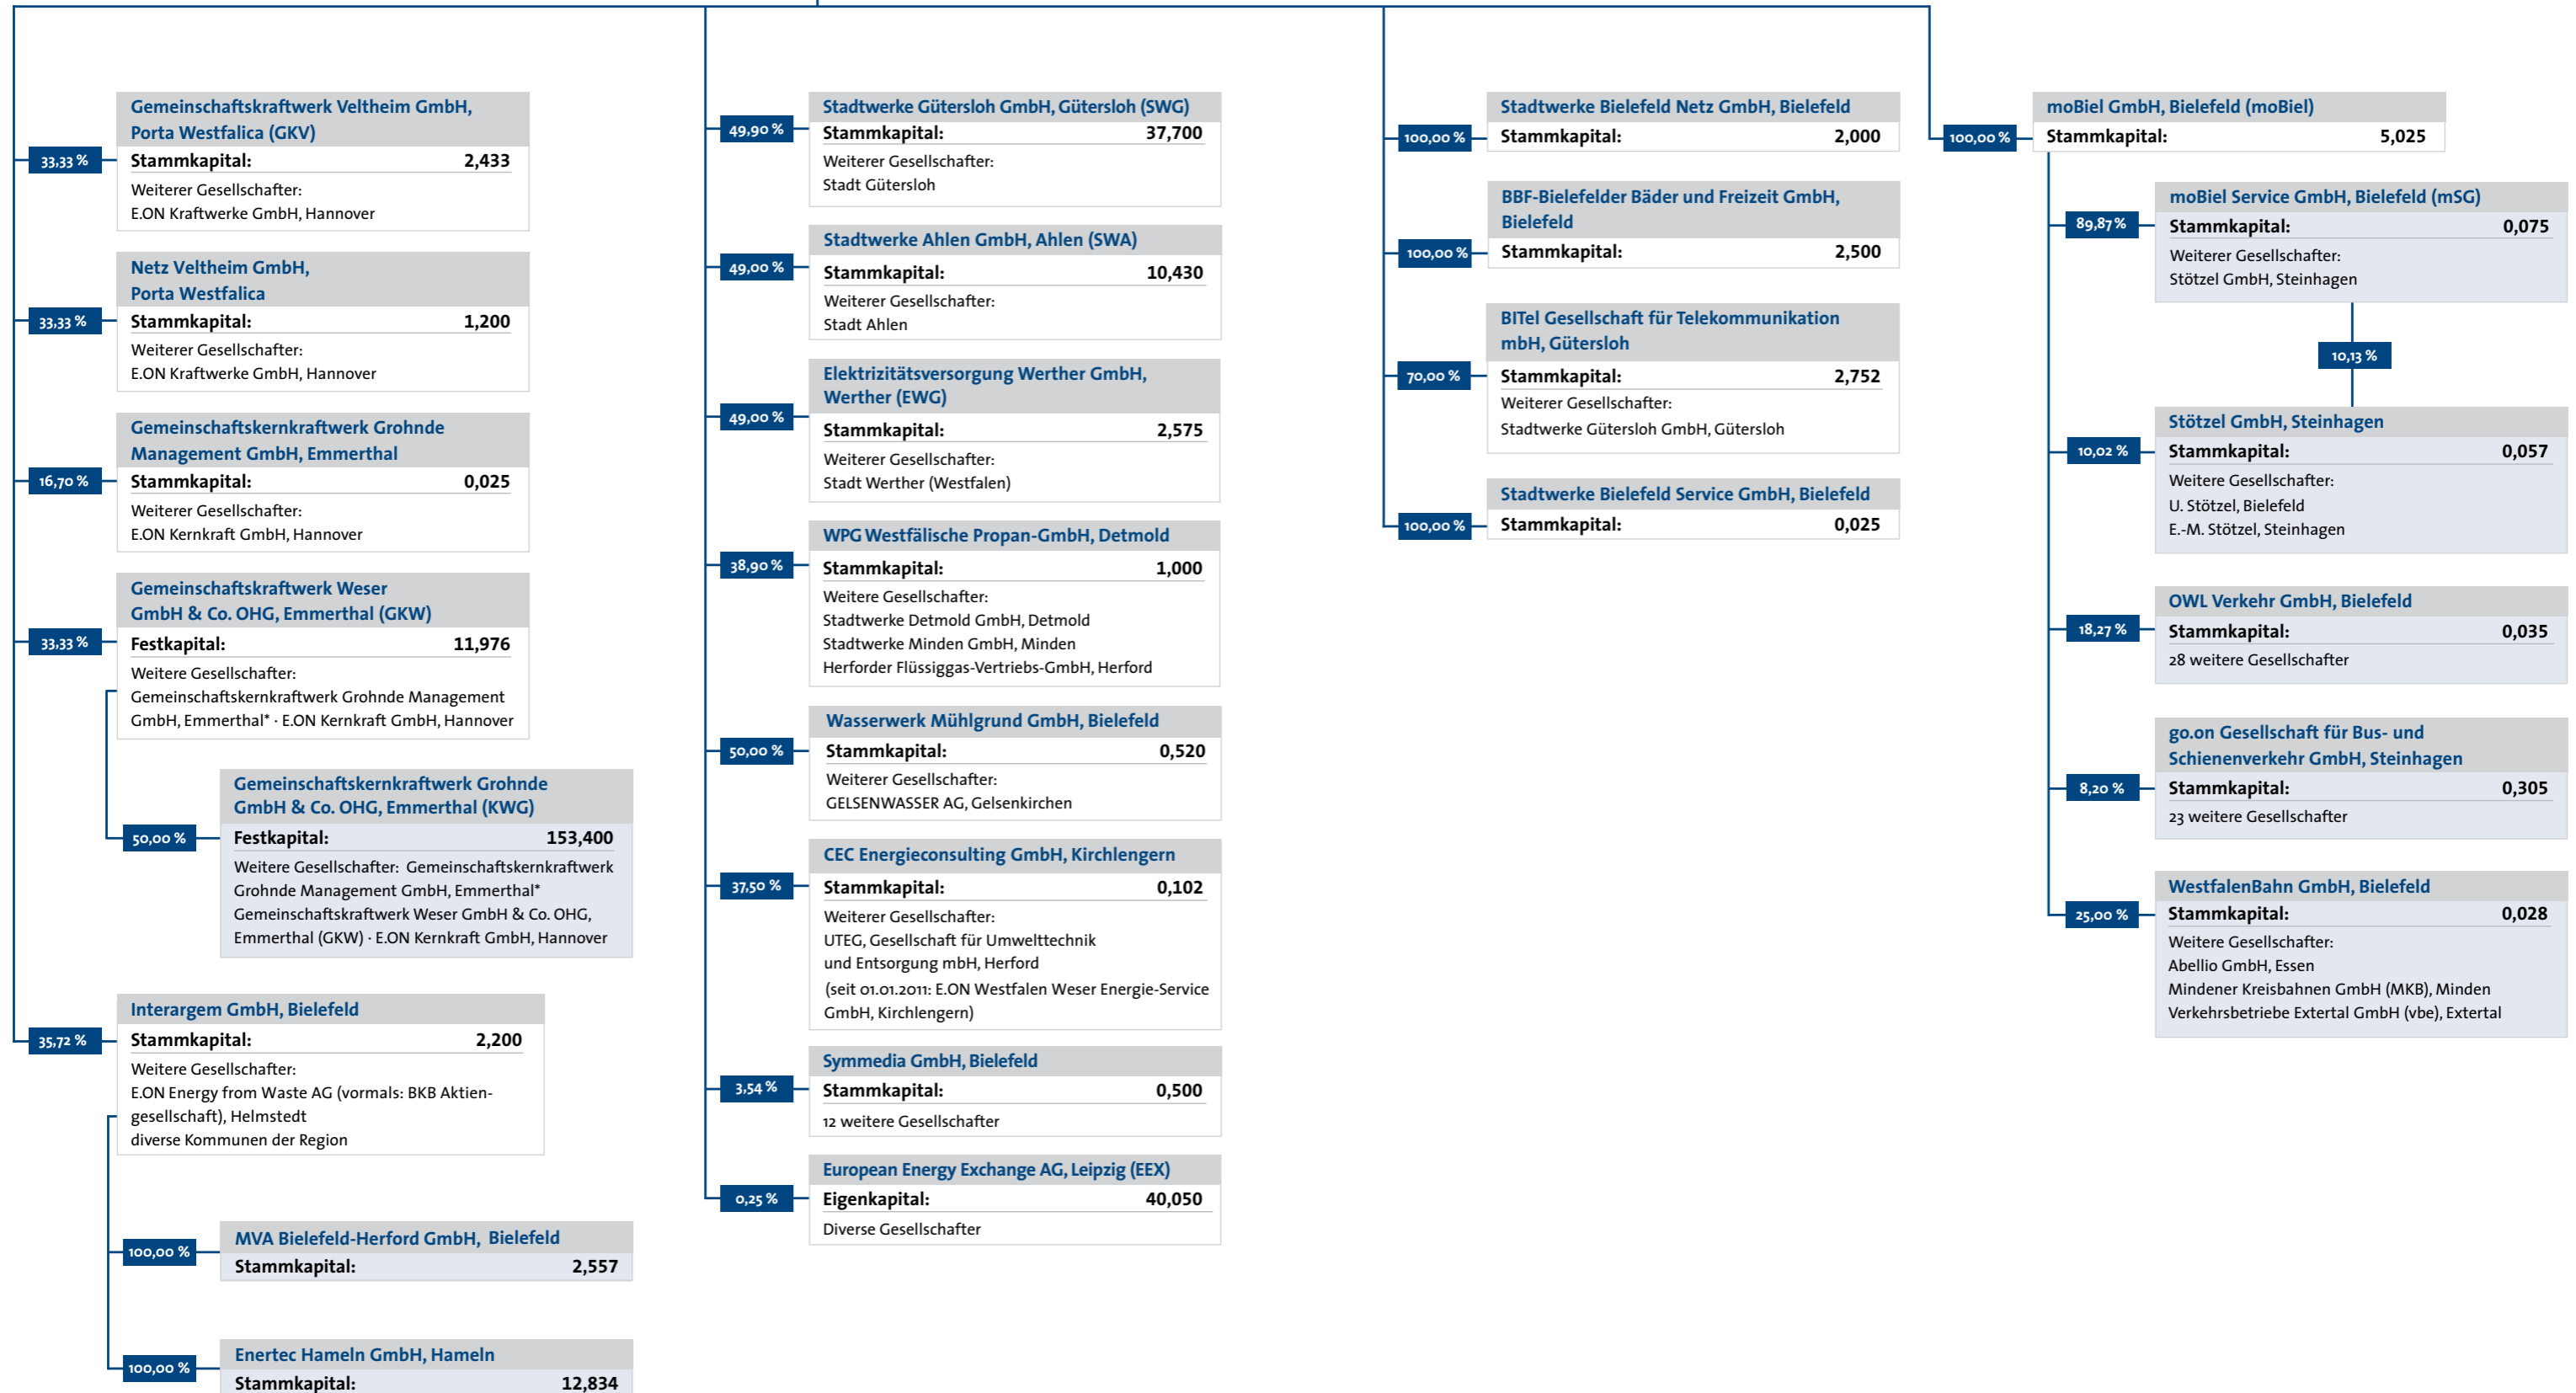 Gemeinschaftskraftwerk Veltheim GmbH,
Porta Westfalica (GKV)
33,33 %
Stammkapital: 2,433
Weiterer Gesellschafter:
E.ON Kraftwerke GmbH, Hannover
Netz Veltheim GmbH,
Porta Westfalica
33,33 %
Stammkapital: 1,200
Weiterer Gesellschafter:
E.ON Kraftwerke GmbH, Hannover
Gemeinschaftskernkraftwerk Grohnde
Management GmbH, Emmerthal
16,70 %
Stammkapital: 0,025
Weiterer Gesellschafter:
E.ON Kernkraft GmbH, Hannover
Gemeinschaftskraftwerk Weser
GmbH & Co. OHG, Emmerthal (GKW)
33,33 %
Festkapital: 11,976
Weitere Gesellschafter:
Gemeinschaftskernkraftwerk Grohnde Management
GmbH, Emmerthal* · E.ON Kernkraft GmbH, Hannover
Gemeinschaftskernkraftwerk Grohnde
GmbH & Co. OHG, Emmerthal (KWG)
50,00 %
Festkapital: 153,400
Weitere Gesellschafter: Gemeinschaftskernkraftwerk
Grohnde Management GmbH, Emmerthal*
Gemeinschaftskraftwerk Weser GmbH & Co. OHG,
Emmerthal (GKW) · E.ON Kernkraft GmbH, Hannover
Interargem GmbH, Bielefeld
35,72 %
Stammkapital: 2,200
Weitere Gesellschafter:
E.ON Energy from Waste AG (vormals: BKB Aktien-
gesellschaft), Helmstedt
diverse Kommunen der Region
MVA Bielefeld-Herford GmbH, Bielefeld
100,00 %
Stammkapital: 2,557
Enertec Hameln GmbH, Hameln
100,00 %
Stammkapital: 12,834
Stadtwerke Gütersloh GmbH, Gütersloh (SWG)
49,90 %
Stammkapital: 37,700
Weiterer Gesellschafter:
Stadt Gütersloh
Stadtwerke Ahlen GmbH, Ahlen (SWA)
49,00 %
Stammkapital: 10,430
Weiterer Gesellschafter:
Stadt Ahlen
Elektrizitätsversorgung Werther GmbH,
Werther (EWG)
49,00 %
Stammkapital: 2,575
Weiterer Gesellschafter:
Stadt Werther (Westfalen)
WPG Westfälische Propan-GmbH, Detmold
38,90 %
Stammkapital: 1,000
Weitere Gesellschafter:
Stadtwerke Detmold GmbH, Detmold
Stadtwerke Minden GmbH, Minden
Herforder Flüssiggas-Vertriebs-GmbH, Herford
Wasserwerk Mühlgrund GmbH, Bielefeld
50,00 %
Stammkapital: 0,520
Weiterer Gesellschafter:
GELSENWASSER AG, Gelsenkirchen
CEC Energieconsulting GmbH, Kirchlengern
37,50 %
Stammkapital: 0,102
Weiterer Gesellschafter:
UTEG, Gesellschaft für Umwelttechnik
und Entsorgung mbH, Herford
(seit 01.01.2011: E.ON Westfalen Weser Energie-Service
GmbH, Kirchlengern)
Symmedia GmbH, Bielefeld
3,54 %
Stammkapital: 0,500
12 weitere Gesellschafter
European Energy Exchange AG, Leipzig (EEX)
0,25 %
Eigenkapital: 40,050
Diverse Gesellschafter
Stadtwerke Bielefeld Netz GmbH, Bielefeld
100,00 %
Stammkapital: 2,000
BBF-Bielefelder Bäder und Freizeit GmbH,
Bielefeld
100,00 %
Stammkapital: 2,500
BITel Gesellschaft für Telekommunikation
mbH, Gütersloh
70,00 %
Stammkapital: 2,752
Weiterer Gesellschafter:
Stadtwerke Gütersloh GmbH, Gütersloh
Stadtwerke Bielefeld Service GmbH, Bielefeld
100,00 %
Stammkapital: 0,025
moBiel GmbH, Bielefeld (moBiel)
100,00 %
Stammkapital: 5,025
moBiel Service GmbH, Bielefeld (mSG)
89,87 %
Stammkapital: 0,075
Weiterer Gesellschafter:
Stötzel GmbH, Steinhagen
10,13 %
Stötzel GmbH, Steinhagen
10,02 %
Stammkapital: 0,057
Weitere Gesellschafter:
U. Stötzel, Bielefeld
E.-M. Stötzel, Steinhagen
OWL Verkehr GmbH, Bielefeld
18,27 %
Stammkapital: 0,035
28 weitere Gesellschafter
go.on Gesellschaft für Bus- und
Schienenverkehr GmbH, Steinhagen
8,20 %
Stammkapital: 0,305
23 weitere Gesellschafter
WestfalenBahn GmbH, Bielefeld
25,00 %
Stammkapital: 0,028
Weitere Gesellschafter:
Abellio GmbH, Essen
Mindener Kreisbahnen GmbH (MKB), Minden
Verkehrsbetriebe Extertal GmbH (vbe), Extertal